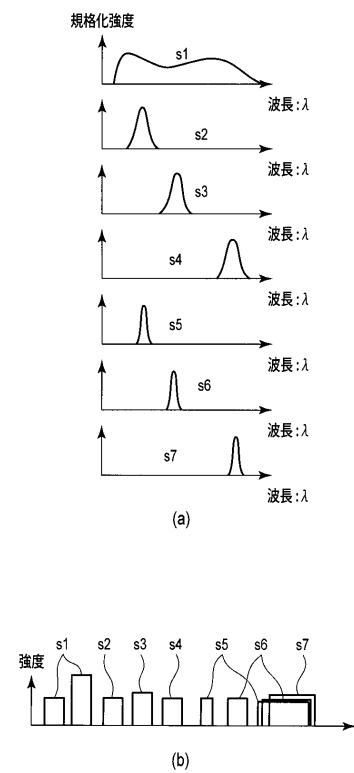 規格化強度
s1
波長:λ
s2
波長:λ
s3
波長:λ
s4
波長:λ
s5
波長:λ
s6
波長:λ
s7
波長:λ
(a)
強度
s1 s2 s3 s4 s5 s6 s7
(b)